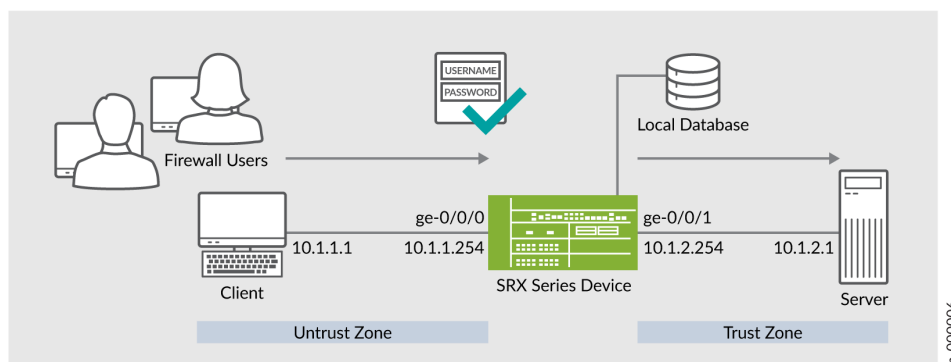 USERNAME
PASSWORD
Local Database
Firewall Users
ge-0/0/0
ge-0/0/1
10.1.1.1
10.1.1.254
10.1.2.254
10.1.2.1
Client
SRX Series Device
Server
Untrust Zone
Trust Zone